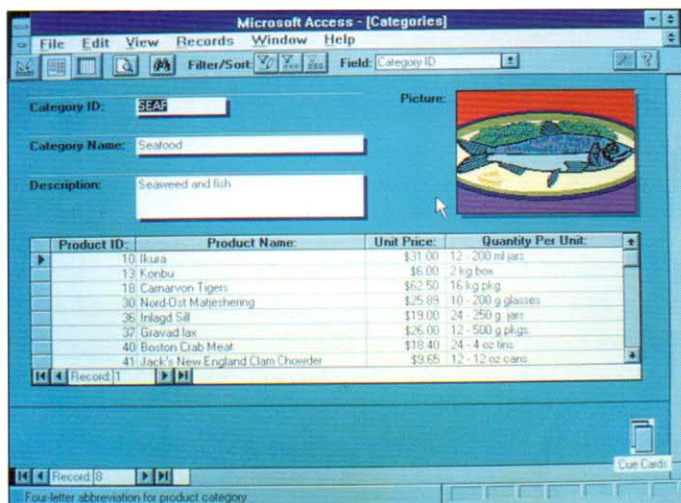 Microsoft Access - [Categories]
File Edit View Records Window Help
Filter/Sort: Field: Category ID
Category ID: SEAF
Picture:
Category Name: Seafood
Description: Seaweed and fish
Product ID: Product Name: Unit Price: Quantity Per Unit:
10 Ikura $31.00 12 - 200 ml jars
13 Konbu $6.00 2 kg box
18 Carnarvon Tigers $62.50 16 kg pkg.
30 Nord-Ost Matjeshering $25.89 10 - 200 g glasses
36 Inlagd Sill $19.00 24 - 250 g jars
37 Gravad lax $26.00 12 - 500 g pkgs.
40 Boston Crab Meat $18.40 24 - 4 oz tins
41 Jack's New England Clam Chowder $9.65 12 - 12 oz cans
Record: 1
Cue Cards
Record: 8
Four-letter abbreviation for product category